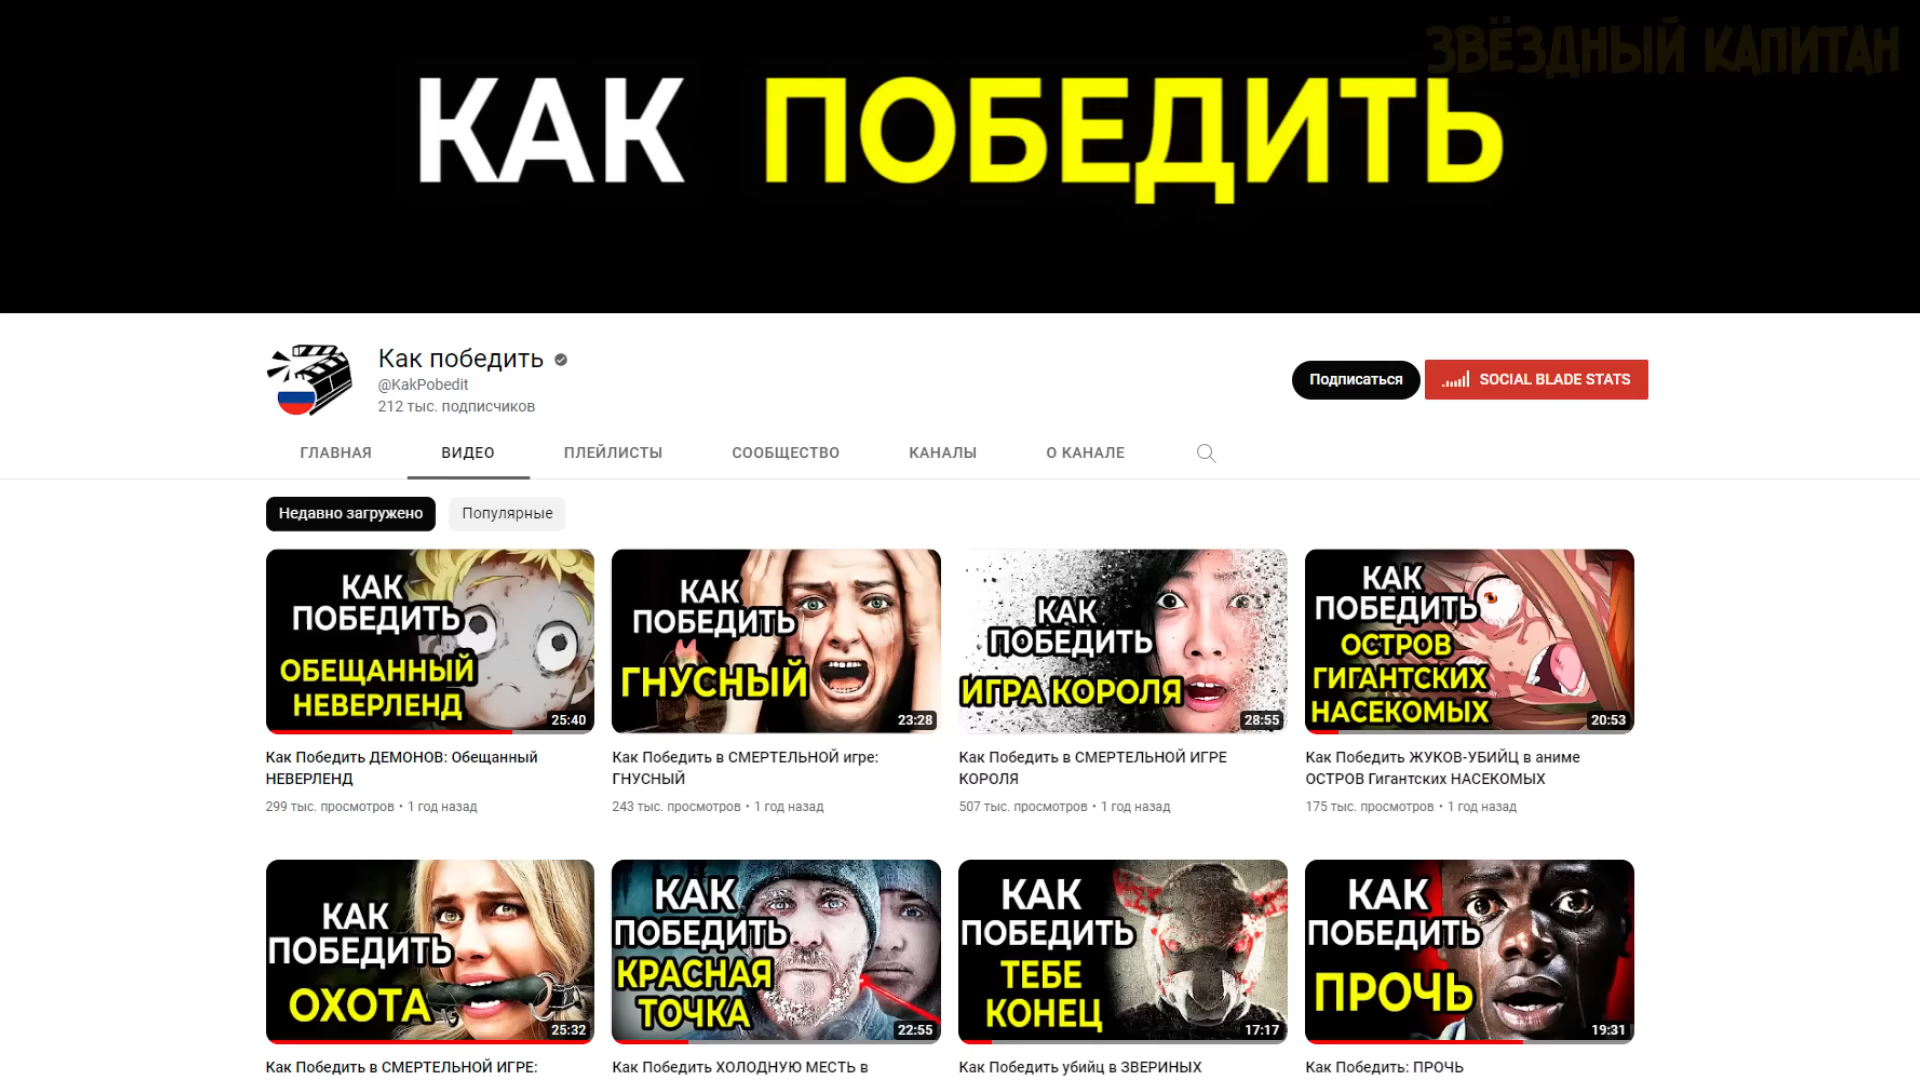 ЗВЁЗДНЫЙ КАПИТАН
КАК ПОБЕДИТЬ
Как победить
@KakPobedit
212 тыс. подписчиков
Подписаться
SOCIAL BLADE STATS
ГЛАВНАЯ ВИДЕО ПЛЕЙЛИСТЫ СООБЩЕСТВО КАНАЛЫ О КАНАЛЕ
Недавно загружено Популярные
КАК
ПОБЕДИТЬ
ОБЕЩАННЫЙ
НЕВЕРЛЕНД
25:40
Как Победить ДЕМОНОВ: Обещанный
НЕВЕРЛЕНД
299 тыс. просмотров • 1 год назад
КАК
ПОБЕДИТЬ
ГНУСНЫЙ
23:28
Как Победить в СМЕРТЕЛЬНОЙ игре:
ГНУСНЫЙ
243 тыс. просмотров • 1 год назад
КАК
ПОБЕДИТЬ
ИГРА КОРОЛЯ
28:55
Как Победить в СМЕРТЕЛЬНОЙ ИГРЕ
КОРОЛЯ
507 тыс. просмотров • 1 год назад
КАК
ПОБЕДИТЬ
ОСТРОВ
ГИГАНТСКИХ
НАСЕКОМЫХ
20:53
Как Победить ЖУКОВ-УБИЙЦ в аниме
ОСТРОВ Гигантских НАСЕКОМЫХ
175 тыс. просмотров • 1 год назад
КАК
ПОБЕДИТЬ
ОХОТА
25:32
Как Победить в СМЕРТЕЛЬНОЙ ИГРЕ:
КАК
ПОБЕДИТЬ
КРАСНАЯ
ТОЧКА
22:55
Как Победить ХОЛОДНУЮ МЕСТЬ в
КАК
ПОБЕДИТЬ
ТЕБЕ
КОНЕЦ
17:17
Как Победить убийц в ЗВЕРИНЫХ
КАК
ПОБЕДИТЬ
ПРОЧЬ
19:31
Как Победить: ПРОЧЬ